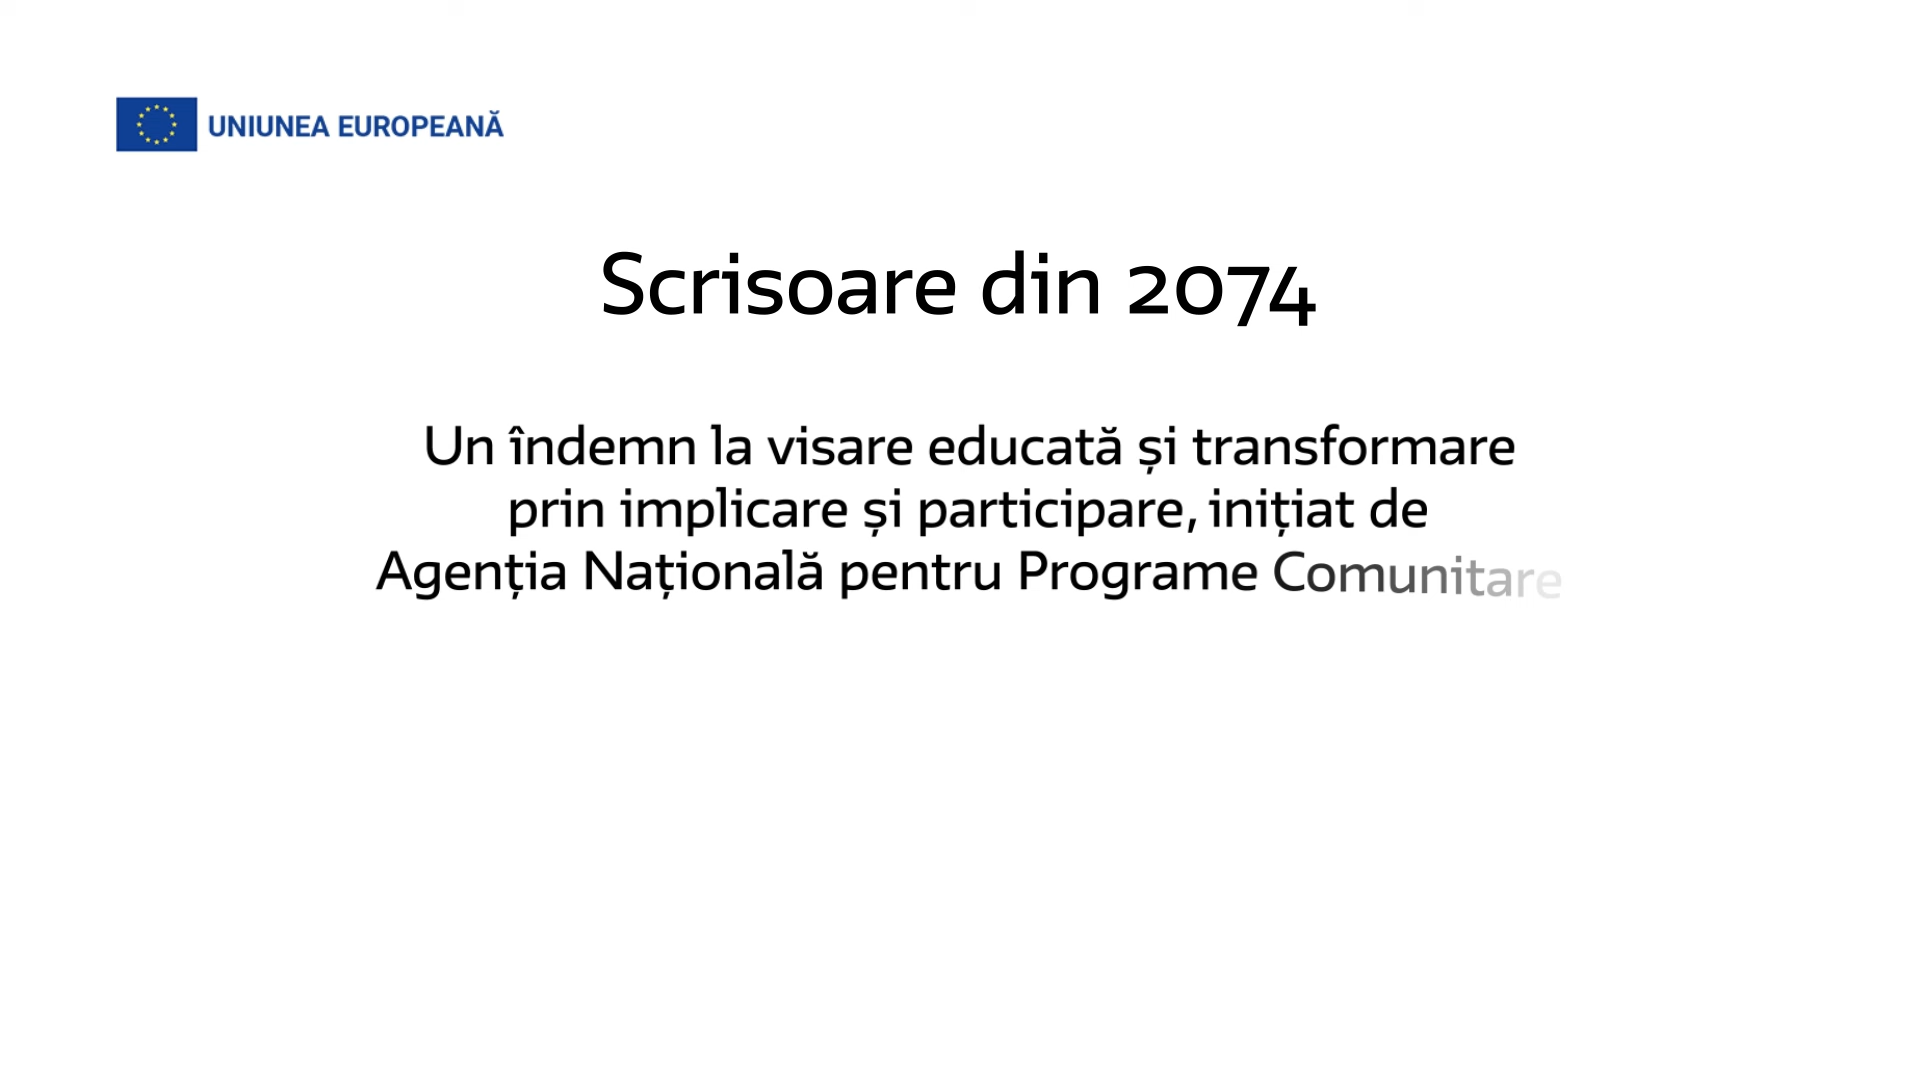 UNIUNEA EUROPEANĂ
Scrisoare din 2074
Un îndemn la visare educată și transformare
prin implicare și participare, inițiat de
Agenția Națională pentru Programe Comunitare